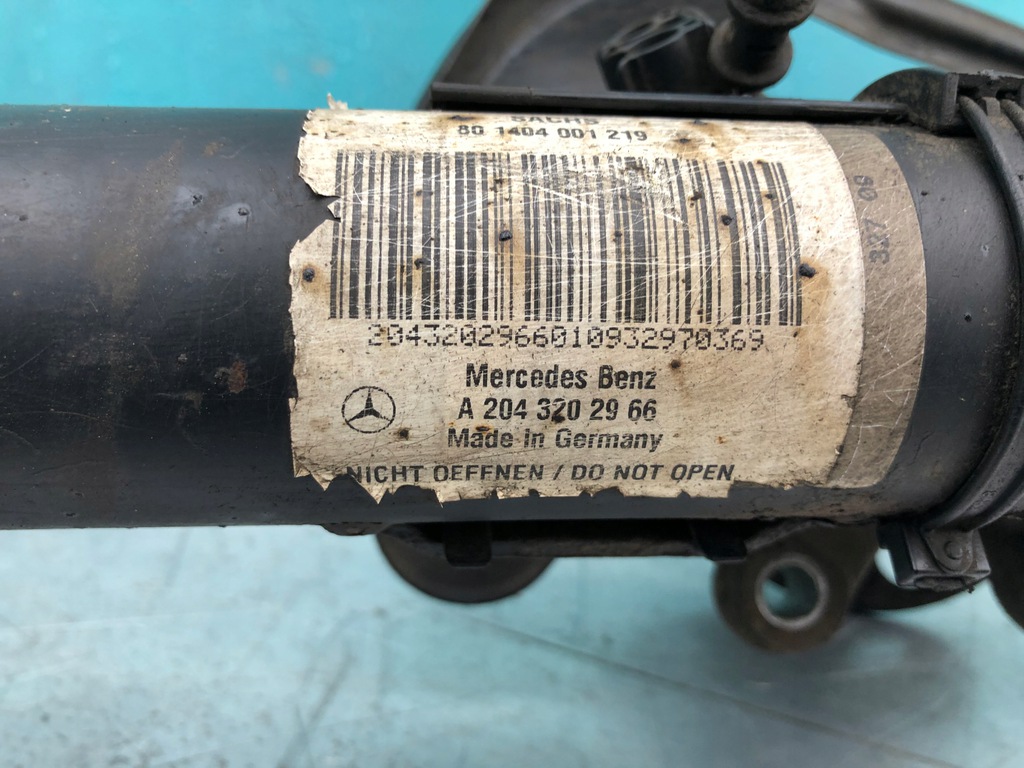 SACHS
80 1404 001 219
2043202966010932970369
Mercedes Benz
A 204 320 29 66
Made in Germany
NICHT OEFFNEN / DO NOT OPEN